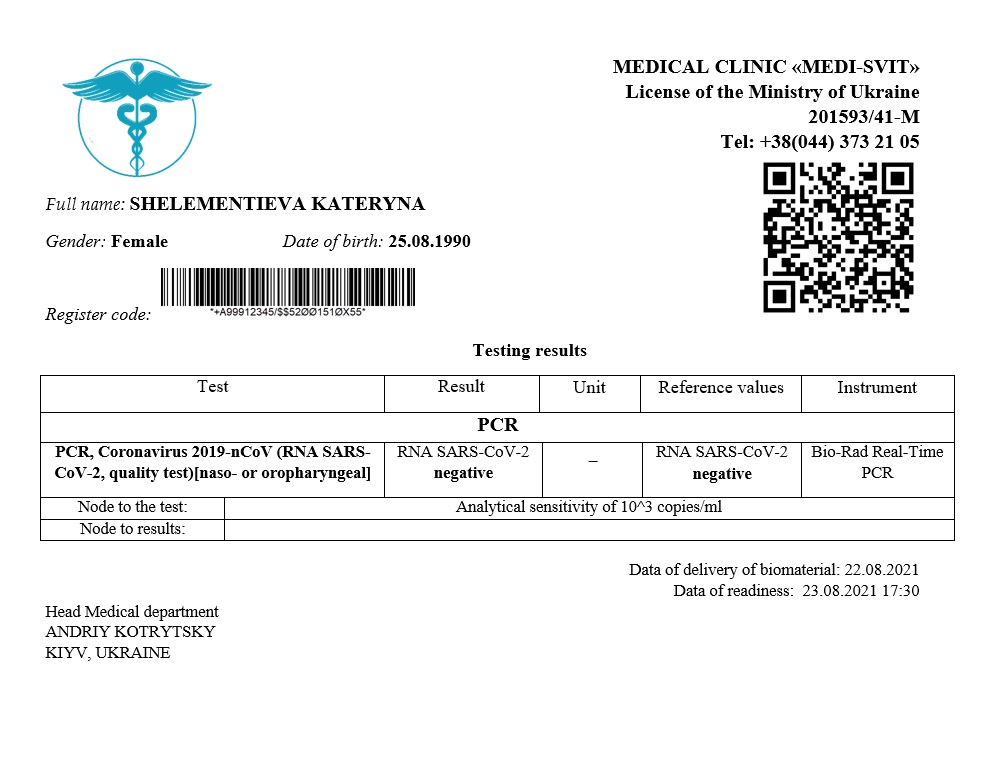 MEDICAL CLINIC «MEDI-SVIT»
License of the Ministry of Ukraine
201593/41-M
Tel: +38(044) 373 21 05
Full name: SHELEMENTIEVA KATERYNA
Gender: Female Date of birth: 25.08.1990
Register code: *+A99912345/$$52ØØ151ØX55*
Testing results
Test Result Unit Reference values Instrument
PCR
PCR, Coronavirus 2019-nCoV (RNA SARS- RNA SARS-CoV-2 – RNA SARS-CoV-2 Bio-Rad Real-Time
CoV-2, quality test)[naso- or oropharyngeal] negative negative PCR
Node to the test: Analytical sensitivity of 10^3 copies/ml
Node to results:
Data of delivery of biomaterial: 22.08.2021
Data of readiness: 23.08.2021 17:30
Head Medical department
ANDRIY KOTRYTSKY
KIYV, UKRAINE